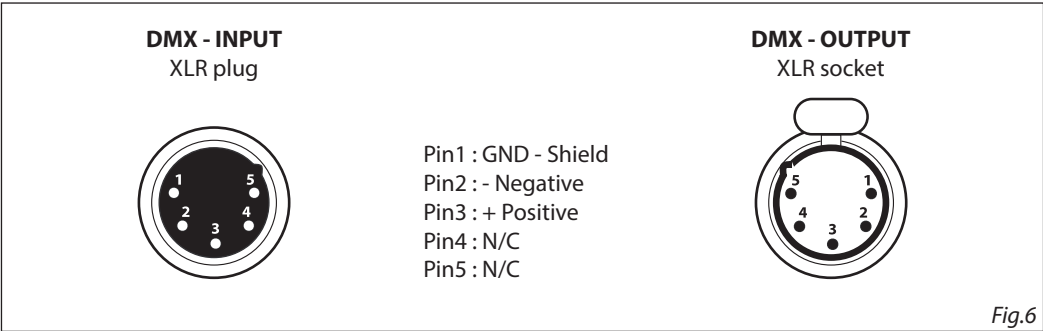 DMX - INPUT
XLR plug
1
5
2
4
3
Pin1 : GND - Shield
Pin2 : - Negative
Pin3 : + Positive
Pin4 : N/C
Pin5 : N/C
DMX - OUTPUT
XLR socket
5
1
4
2
3
Fig.6